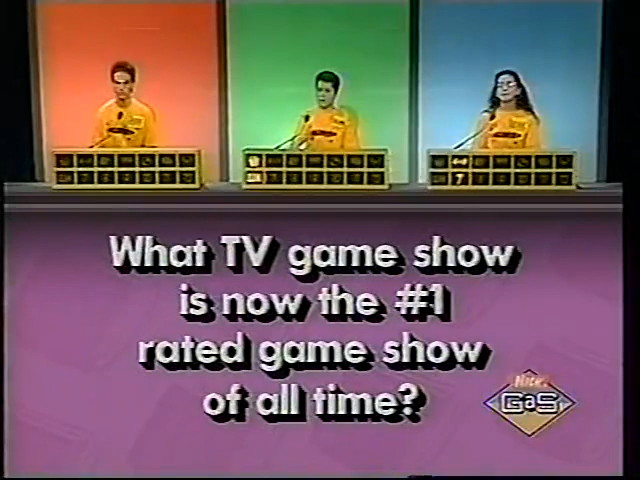 What TV game show
is now the #1
rated game show
of all time?
Nick
GaS